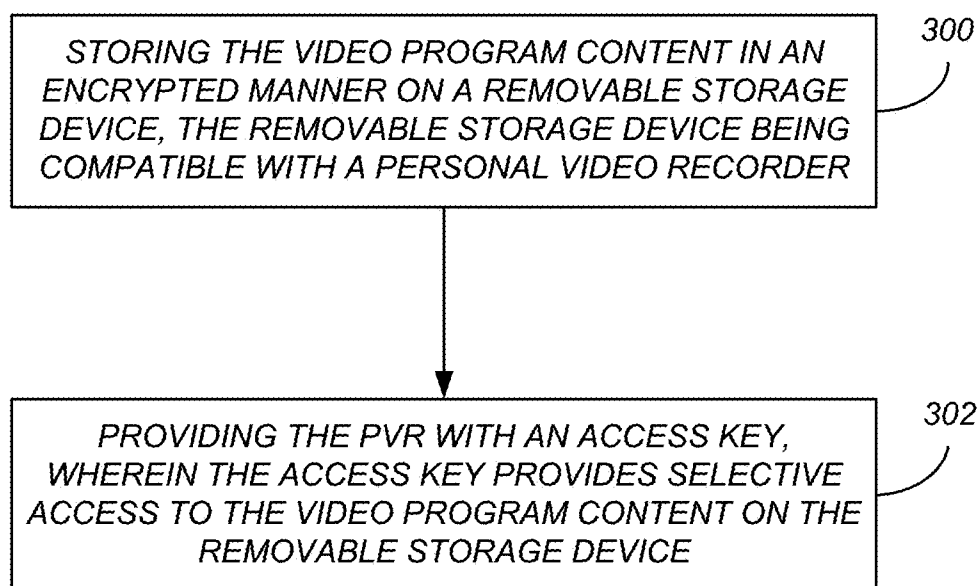 300
STORING THE VIDEO PROGRAM CONTENT IN AN
ENCRYPTED MANNER ON A REMOVABLE STORAGE
DEVICE, THE REMOVABLE STORAGE DEVICE BEING
COMPATIBLE WITH A PERSONAL VIDEO RECORDER
302
PROVIDING THE PVR WITH AN ACCESS KEY,
WHEREIN THE ACCESS KEY PROVIDES SELECTIVE
ACCESS TO THE VIDEO PROGRAM CONTENT ON THE
REMOVABLE STORAGE DEVICE